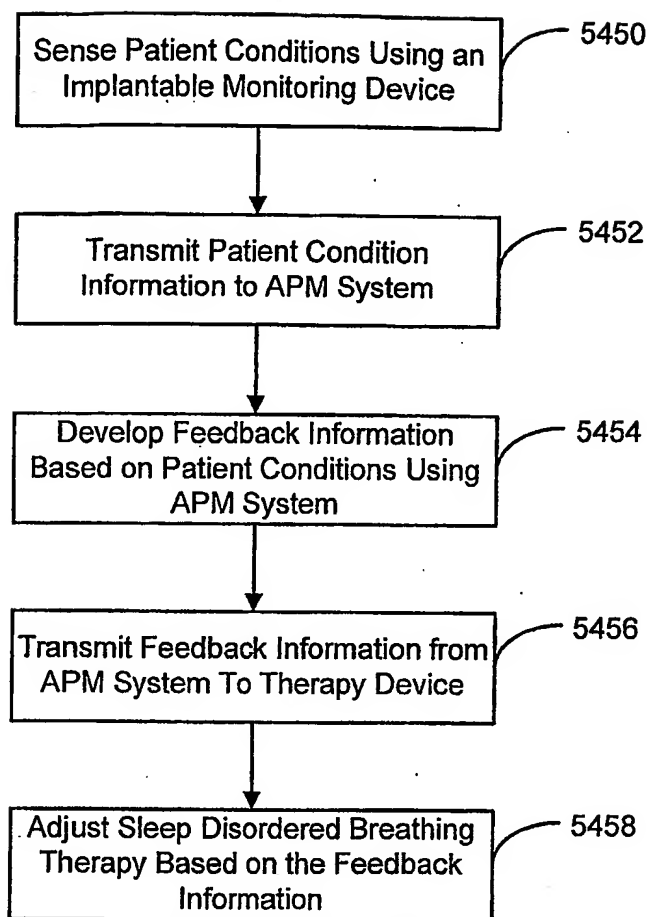 Sense Patient Conditions Using an
Implantable Monitoring Device
5450
Transmit Patient Condition
Information to APM System
5452
Develop Feedback Information
Based on Patient Conditions Using
APM System
5454
Transmit Feedback Information from
APM System To Therapy Device
5456
Adjust Sleep Disordered Breathing
Therapy Based on the Feedback
Information
5458